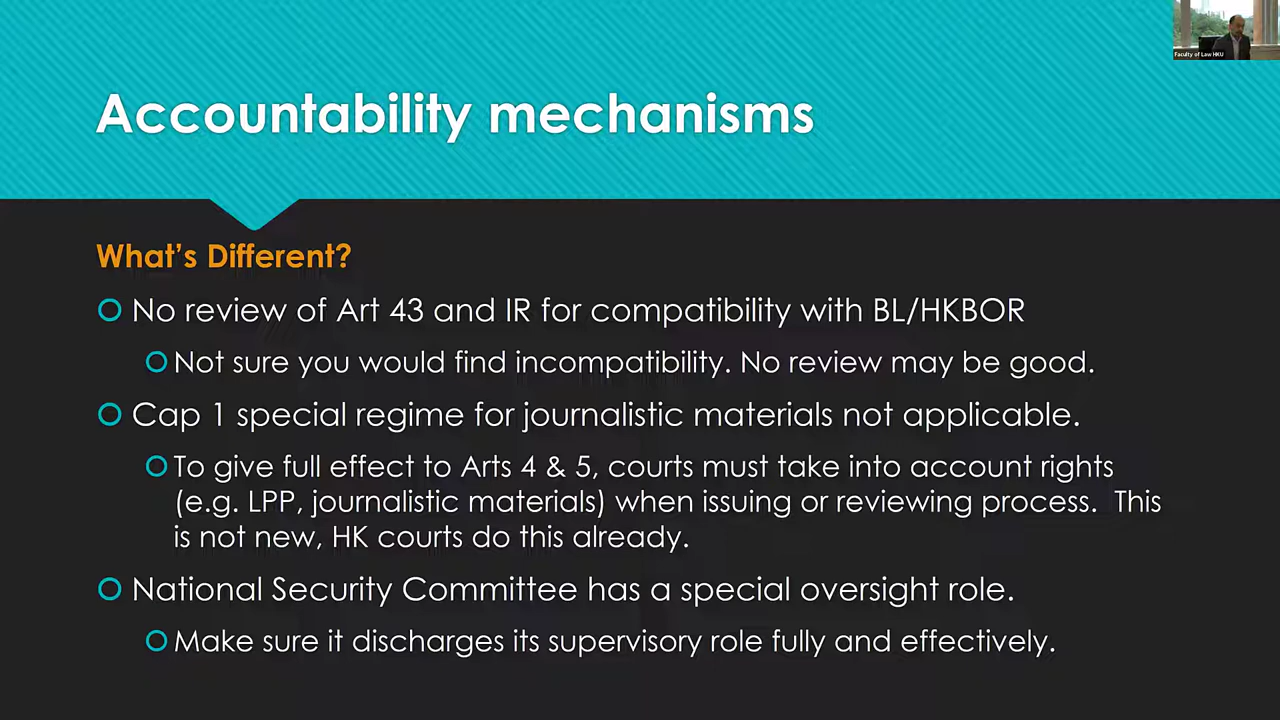 Faculty of Law HKU
Accountability mechanisms
What's Different?
No review of Art 43 and IR for compatibility with BL/HKBOR
Not sure you would find incompatibility. No review may be good.
Cap 1 special regime for journalistic materials not applicable.
To give full effect to Arts 4 & 5, courts must take into account rights
(e.g. LPP, journalistic materials) when issuing or reviewing process.  This
is not new, HK courts do this already.
National Security Committee has a special oversight role.
Make sure it discharges its supervisory role fully and effectively.